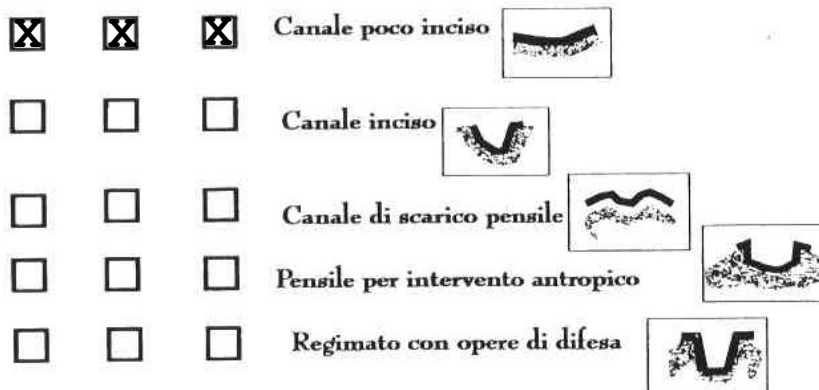 X X X Canale poco inciso
Canale inciso
Canale di scarico pensile
Pensile per intervento antropico
Regimato con opere di difesa